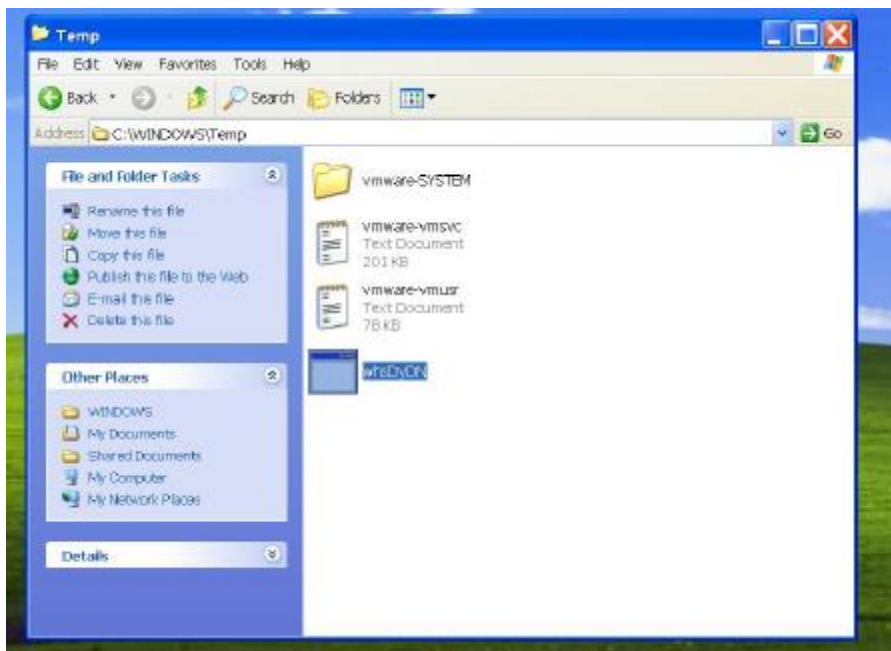 Temp
File Edit View Favorites Tools Help
Back Search Folders
Address C:\WINDOWS\Temp Go
File and Folder Tasks
Rename this file
Move this file
Copy this file
Publish this file to the Web
E-mail this file
Delete this file
Other Places
WINDOWS
My Documents
Shared Documents
My Computer
My Network Places
Details
vmware-SYSTEM
vmware-vmsvc
Text Document
201 KB
vmware-vmusr
Text Document
78 KB